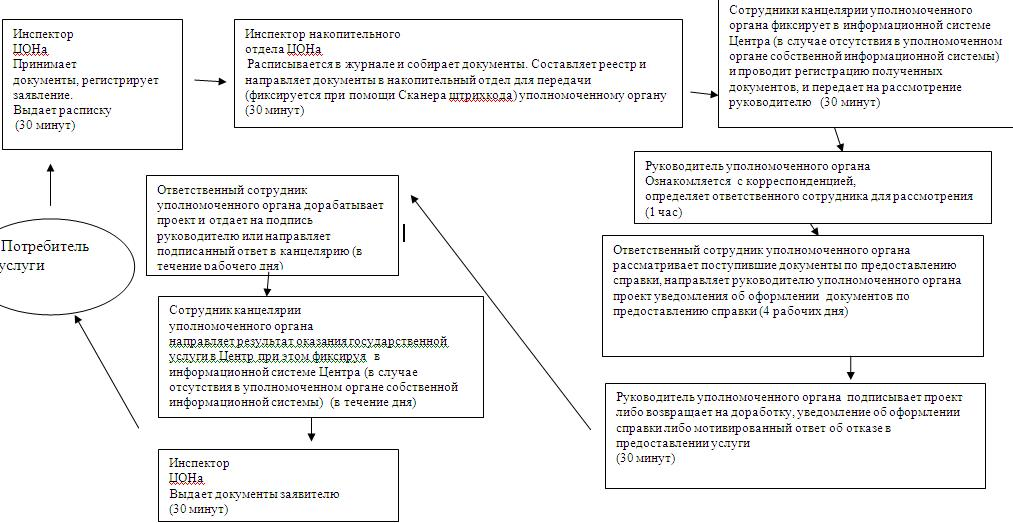 Инспектор
ЦОНа
Принимает
документы, регистрирует
заявление.
Выдает расписку
(30 минут)
Инспектор накопительного
отдела ЦОНа
Расписывается в журнале и собирает документы. Составляет реестр и
направляет документы в накопительный отдел для передачи
(фиксируется при помощи Сканера штрихкода) уполномоченному органу
(30 минут)
Сотрудники канцелярии уполномоченного
органа фиксирует в информационной системе
Центра (в случае отсутствия в уполномоченном
органе собственной информационной системы)
и проводит регистрацию полученных
документов, и передает на рассмотрение
руководителю (30 минут)
Руководитель уполномоченного органа
Ознакомляется с корреспонденцией,
определяет ответственного сотрудника для рассмотрения
(1 час)
Ответственный сотрудник уполномоченного органа
рассматривает поступившие документы по предоставлению
справки, направляет руководителю уполномоченного органа
проект уведомления об оформлении документов по
предоставлению справки (4 рабочих дня)
Руководитель уполномоченного органа подписывает проект
либо возвращает на доработку, уведомление об оформлении
справки либо мотивированный ответ об отказе в
предоставлении услуги
(30 минут)
Ответственный сотрудник
уполномоченного органа дорабатывает
проект и отдает на подпись
руководителю или направляет
подписанный ответ в канцелярию (в
течение рабочего дня)
Сотрудник канцелярии
уполномоченного органа
направляет результат оказания государственной
услуги в Центр при этом фиксируя в
информационной системе Центра (в случае
отсутствия в уполномоченном органе собственной
информационной системы) (в течение дня)
Инспектор
ЦОНа
Выдает документы заявителю
(30 минут)
Потребитель
услуги